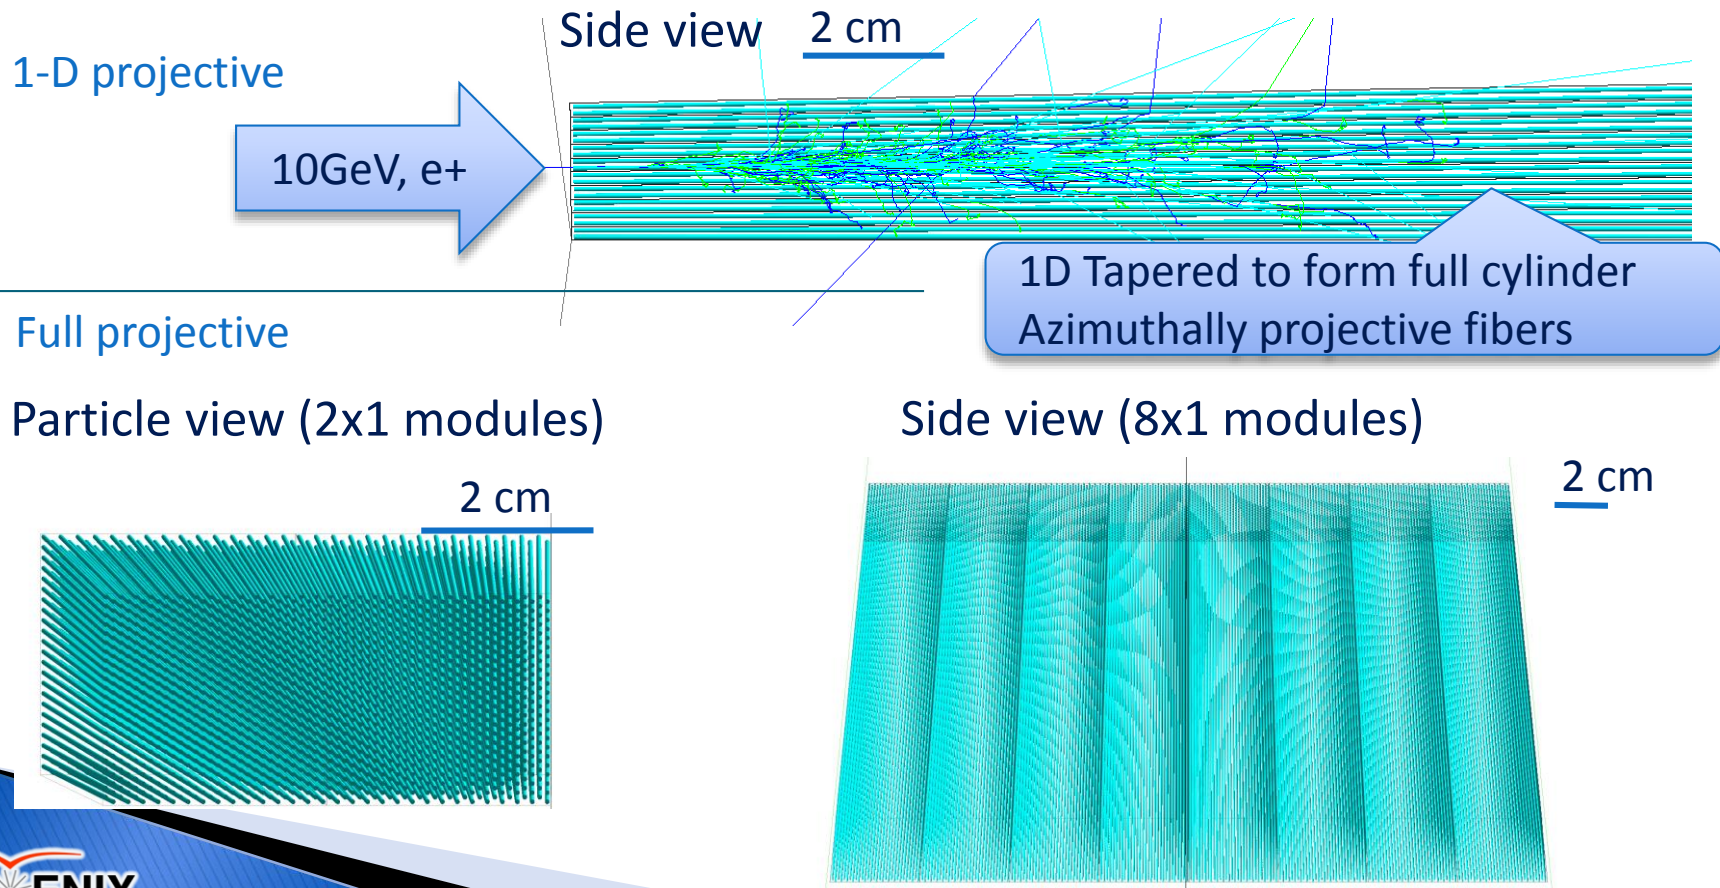 Side view 2 cm
1-D projective
10GeV, e+
1D Tapered to form full cylinder
Azimuthally projective fibers
Full projective
Particle view (2x1 modules)
2 cm
Side view (8x1 modules)
2 cm
ENIX